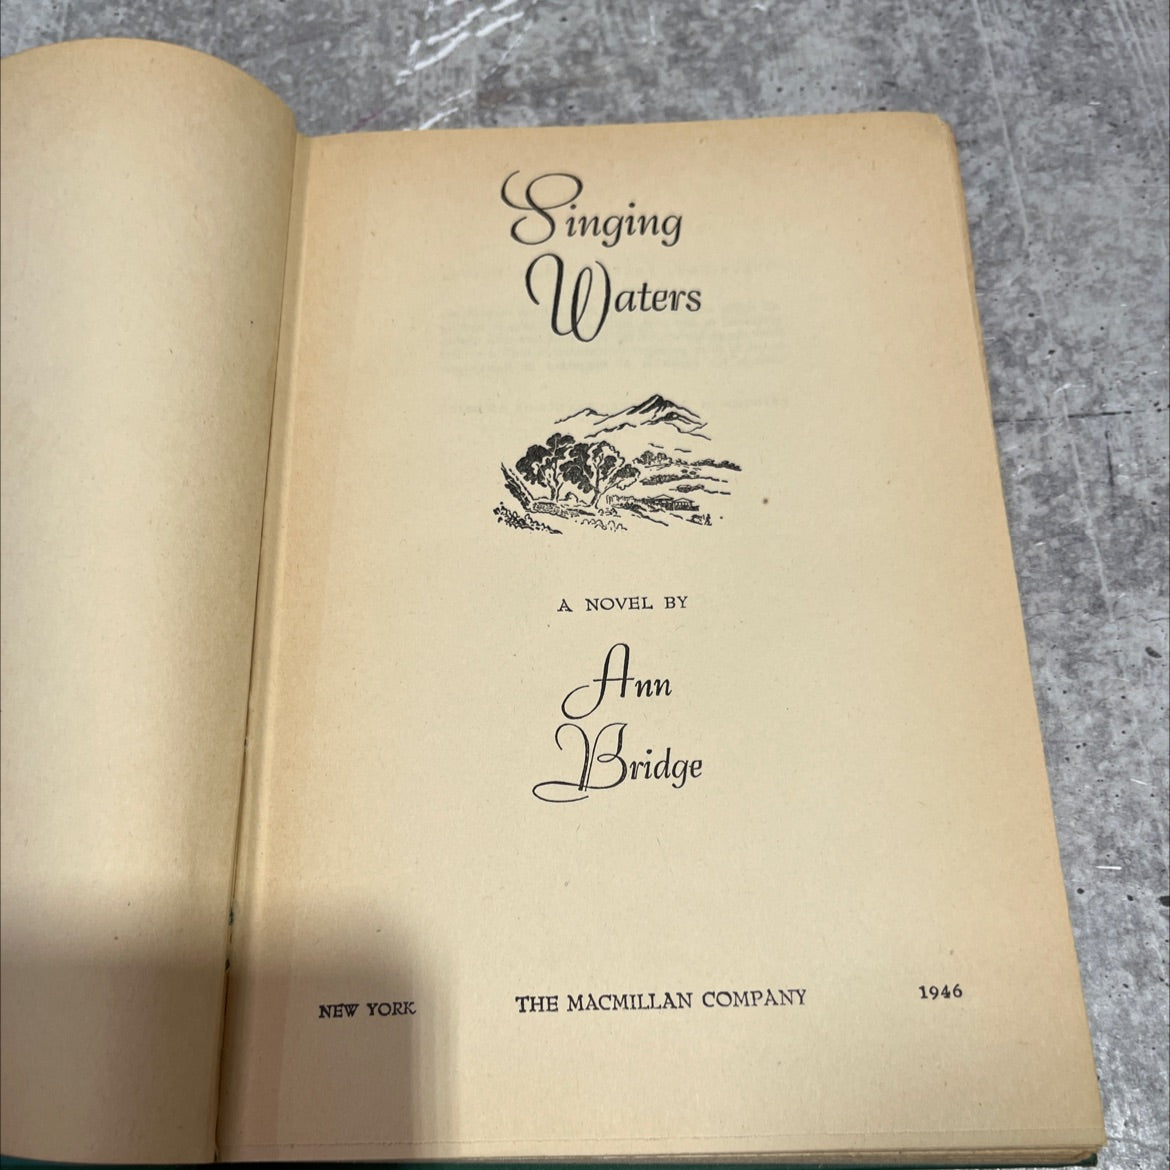 Singing
Waters
A NOVEL BY
Ann
Bridge
NEW YORK THE MACMILLAN COMPANY 1946